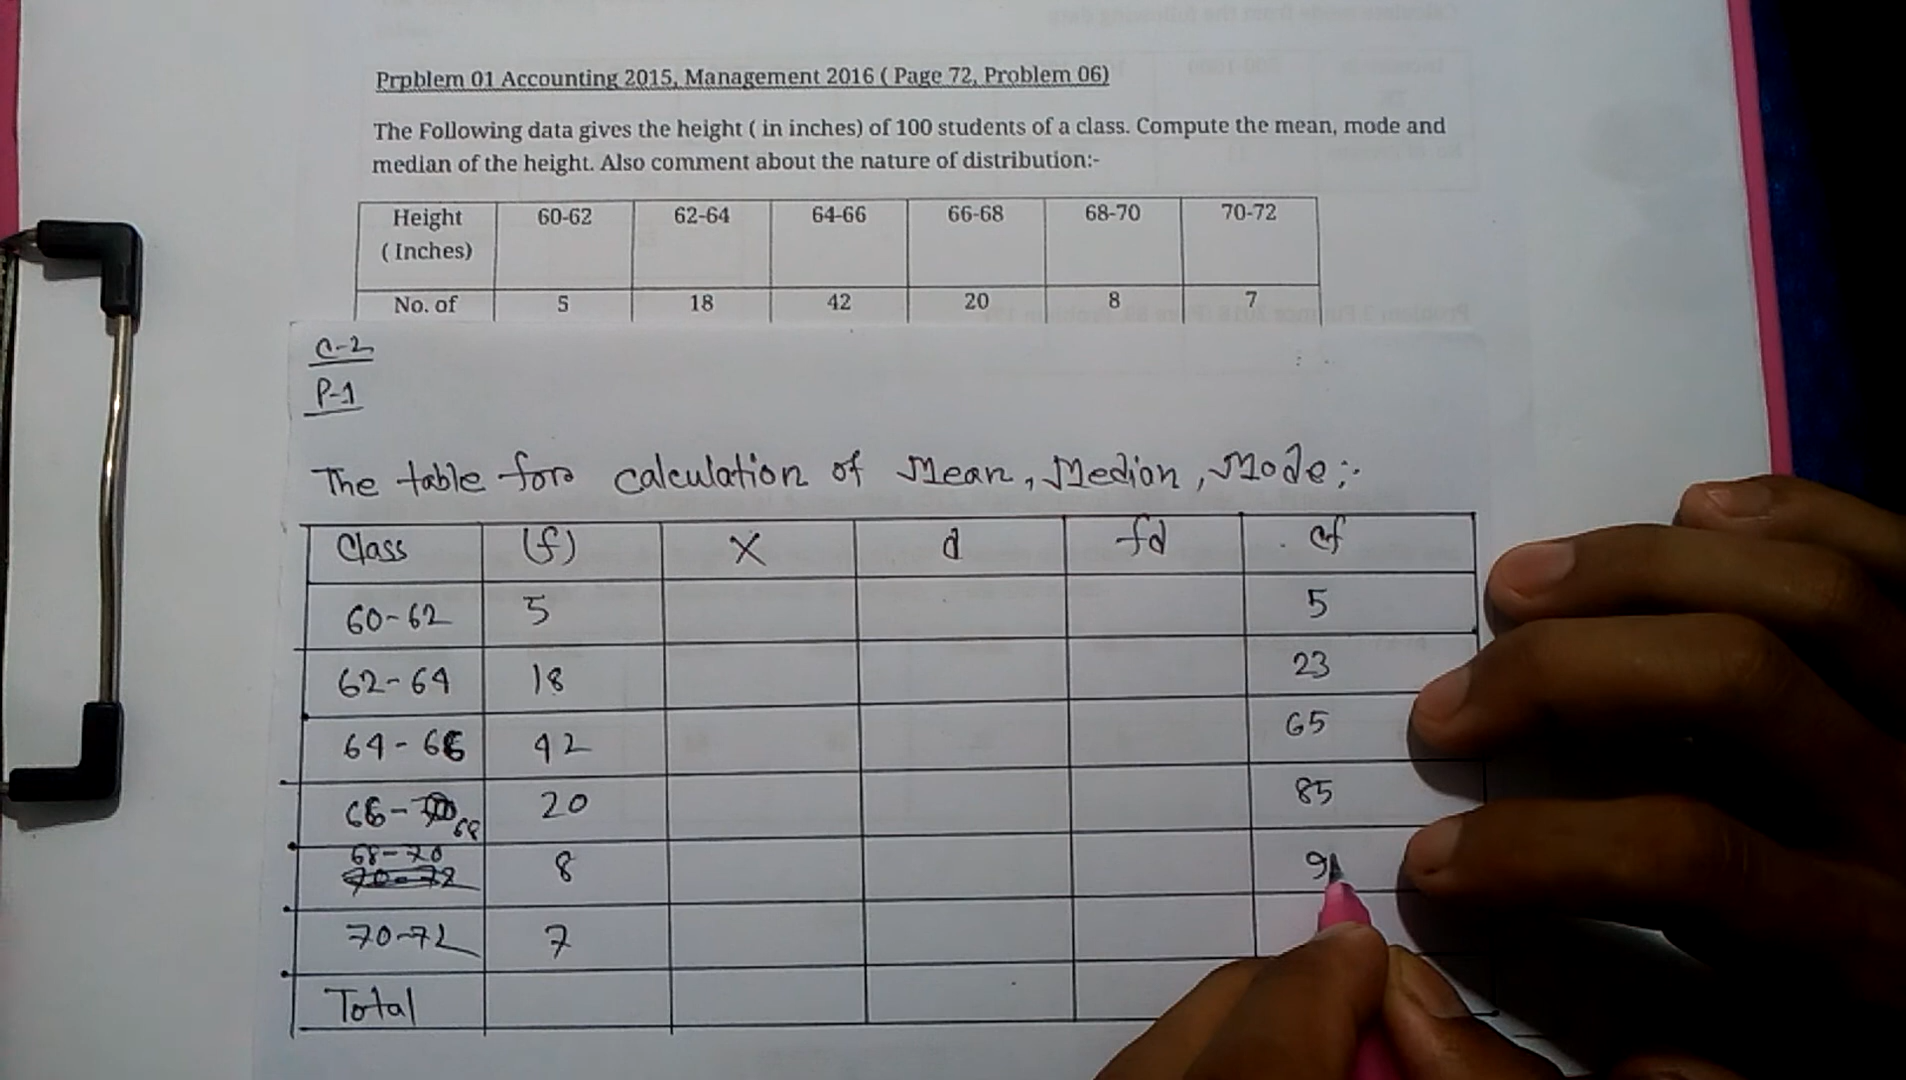 Prpblem 01 Accounting 2015, Management 2016 ( Page 72, Problem 06)
The Following data gives the height ( in inches) of 100 students of a class. Compute the mean, mode and
median of the height. Also comment about the nature of distribution:-
Height ( Inches) 60-62 62-64 64-66 66-68 68-70 70-72
No. of 5 18 42 20 8 7
C-2
P-1
The table for calculation of Mean, Median, Mode:-
Class (f) X d fd cf
60-62 5 5
62-64 18 23
64-66 42 65
66- 68 20 85
68-70
70-72 8 9
70-72 7
Total